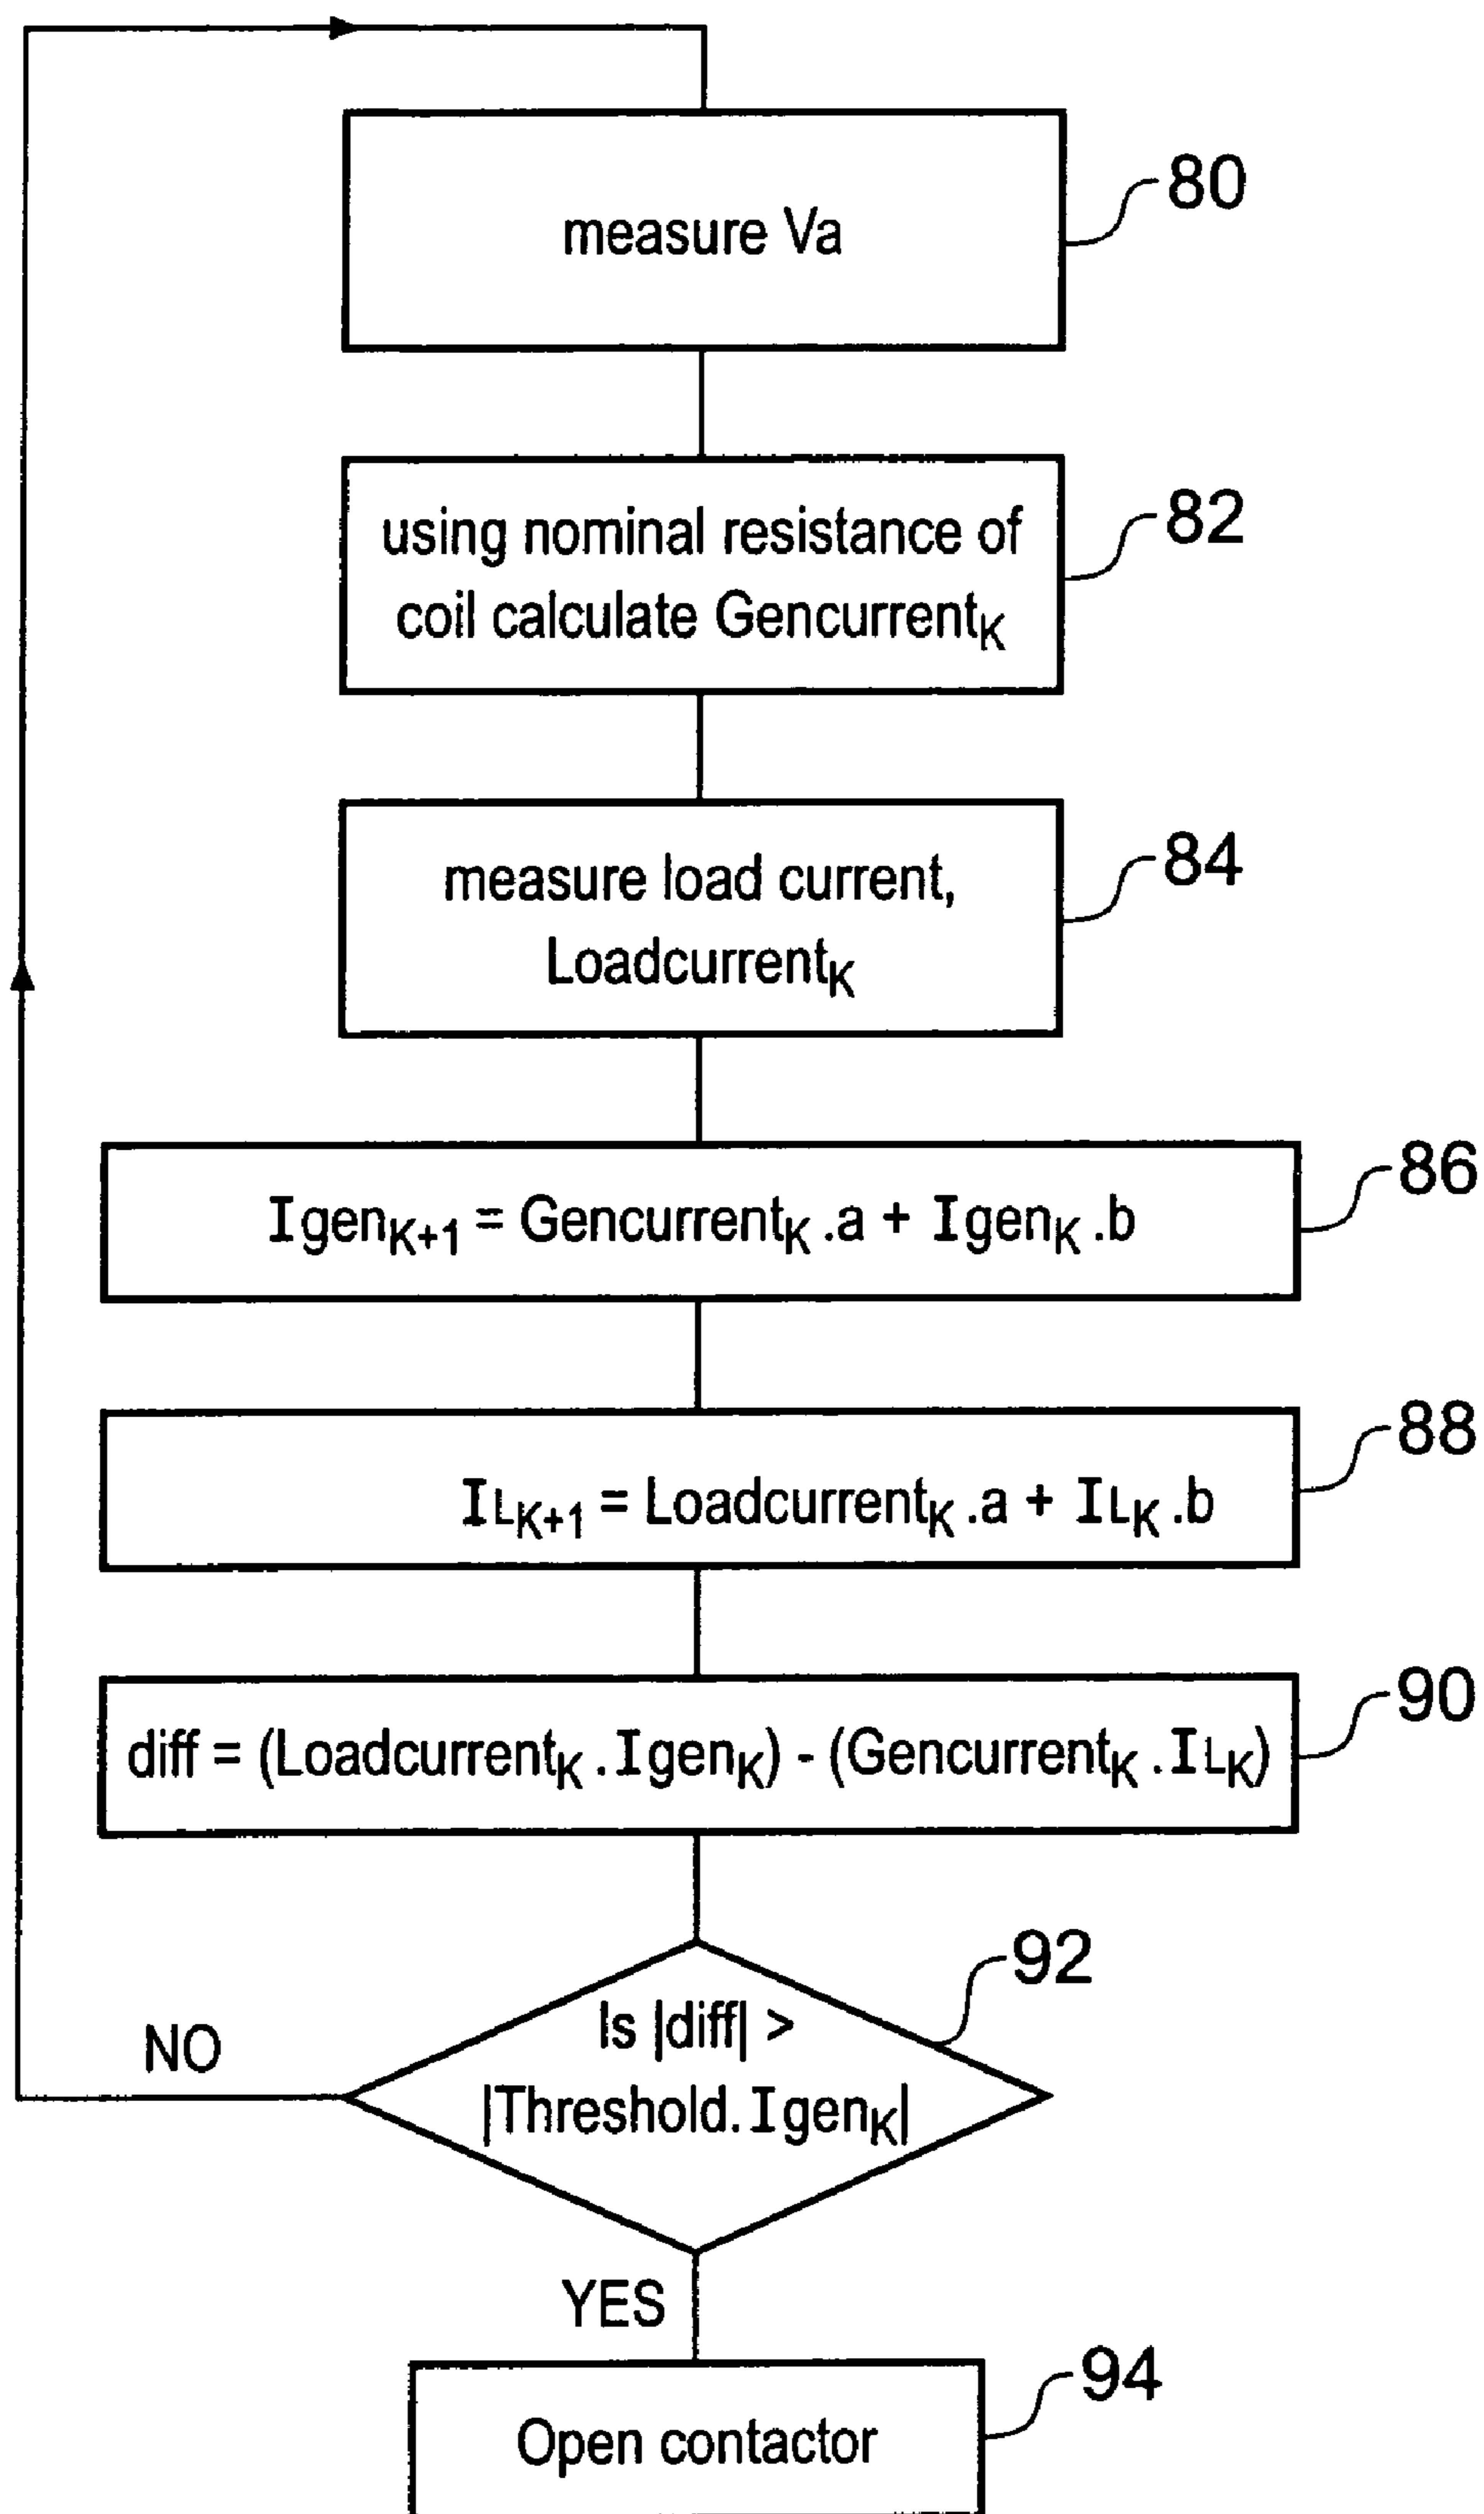 measure Va
80
using nominal resistance of
coil calculate Gencurrent_K
82
measure load current,
Loadcurrent_K
84
Igen_K+1 = Gencurrent_K .a + Igen_K .b
86
IL_K+1 = Loadcurrent_K .a + IL_K .b
88
diff = (Loadcurrent_K .Igen_K) - (Gencurrent_K .IL_K)
90
92
Is |diff| >
|Threshold.Igen_K|
NO
YES
Open contactor
94